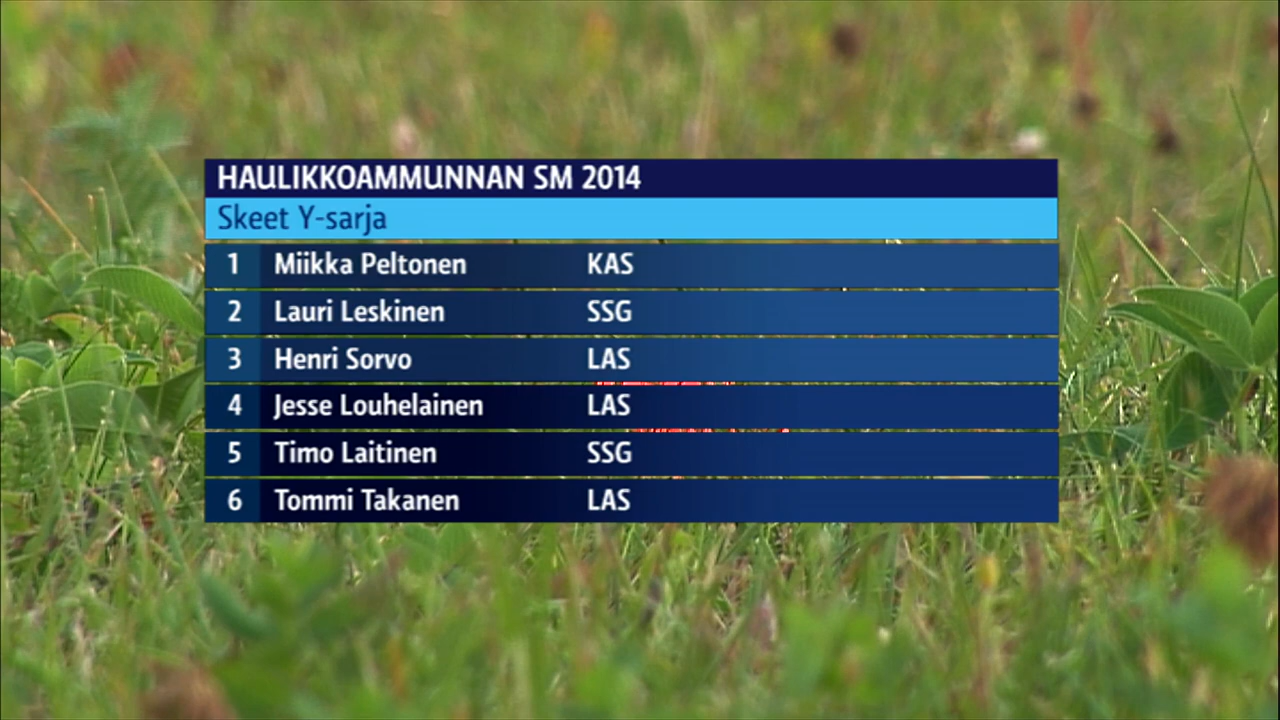 HAULIKKOAMMUNNAN SM 2014
Skeet Y-sarja
1 Miikka Peltonen KAS
2 Lauri Leskinen SSG
3 Henri Sorvo LAS
4 Jesse Louhelainen LAS
5 Timo Laitinen SSG
6 Tommi Takanen LAS